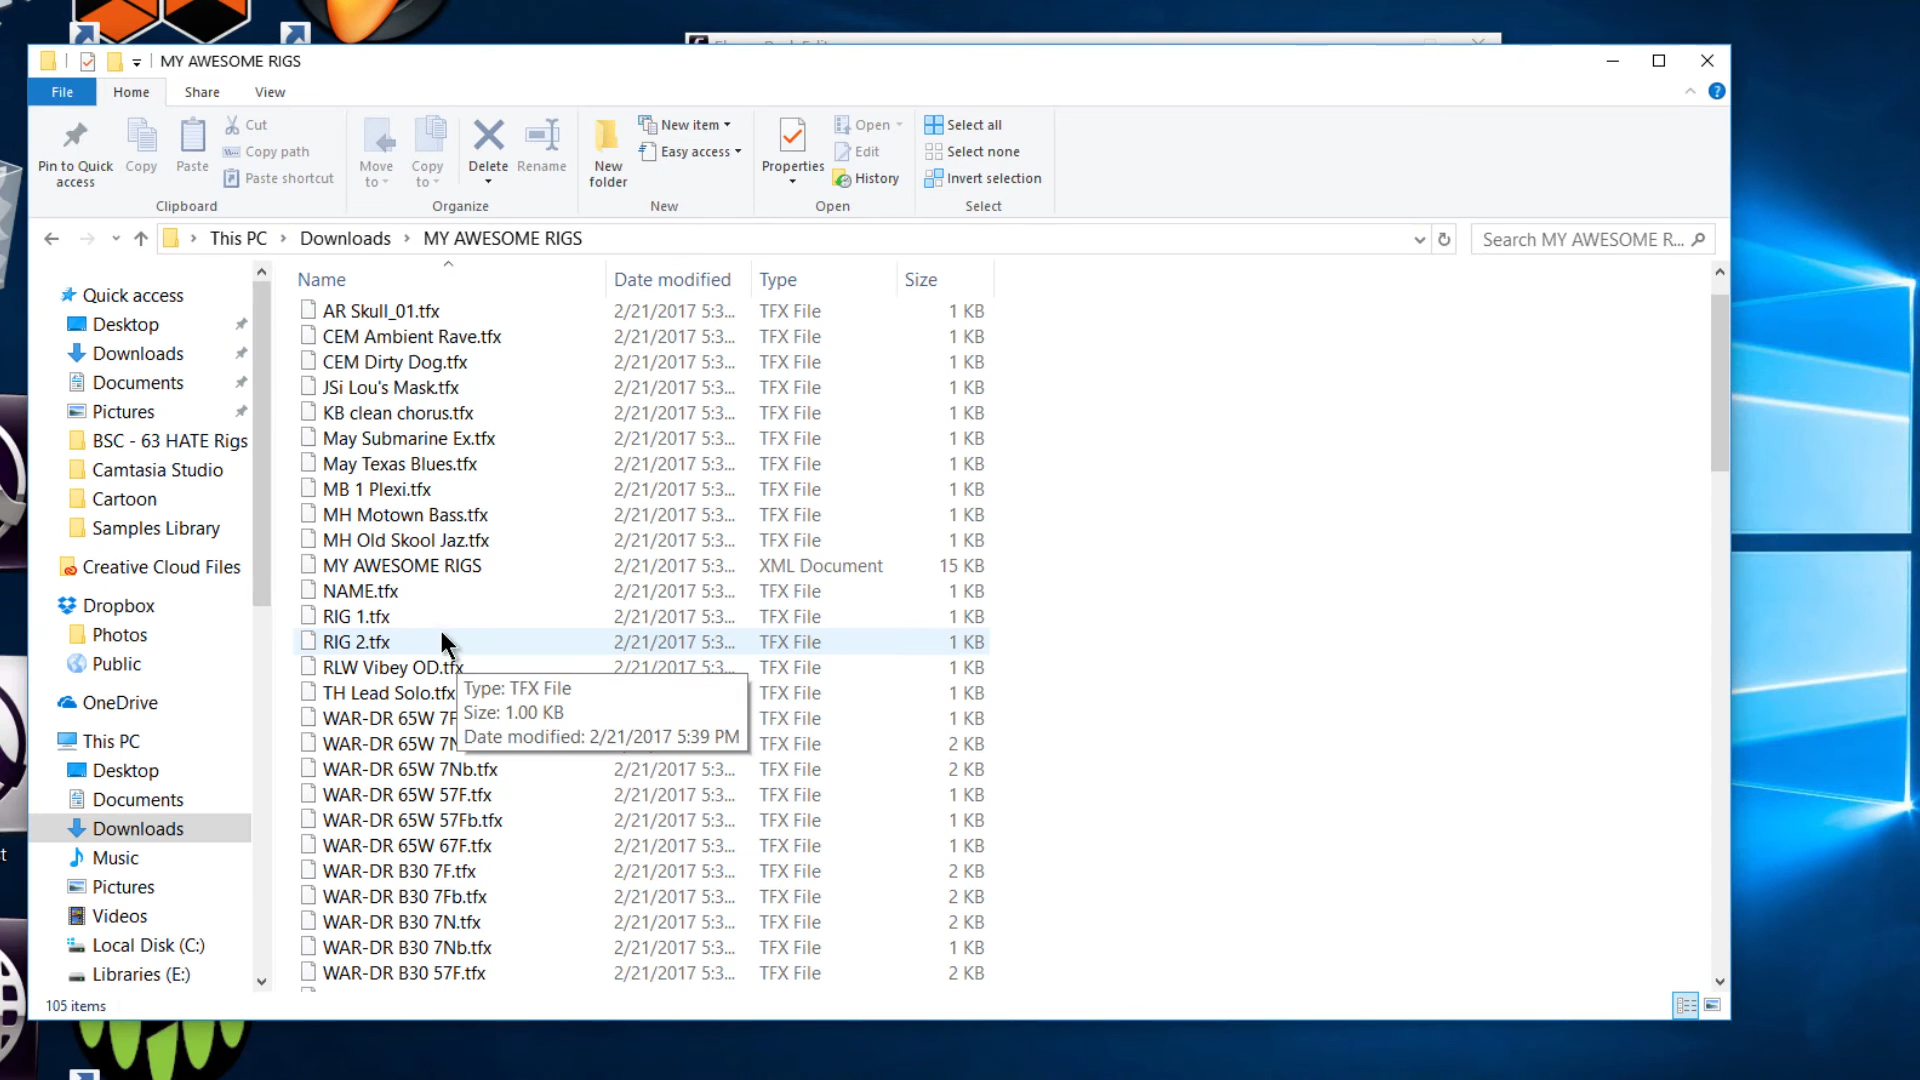 MY AWESOME RIGS
File Home Share View
Pin to Quick access
Copy
Paste
Cut
Copy path
Paste shortcut
Clipboard
Move to
Copy to
Delete
Rename
Organize
New folder
New item
Easy access
New
Properties
Open
Edit
History
Open
Select all
Select none
Invert selection
Select
This PC › Downloads › MY AWESOME RIGS
Search MY AWESOME R...
Quick access
Desktop
Downloads
Documents
Pictures
BSC - 63 HATE Rigs
Camtasia Studio
Cartoon
Samples Library
Creative Cloud Files
Dropbox
Photos
Public
OneDrive
This PC
Desktop
Documents
Downloads
Music
Pictures
Videos
Local Disk (C:)
Libraries (E:)
Name Date modified Type Size
AR Skull_01.tfx 2/21/2017 5:3... TFX File 1 KB
CEM Ambient Rave.tfx 2/21/2017 5:3... TFX File 1 KB
CEM Dirty Dog.tfx 2/21/2017 5:3... TFX File 1 KB
JSi Lou's Mask.tfx 2/21/2017 5:3... TFX File 1 KB
KB clean chorus.tfx 2/21/2017 5:3... TFX File 1 KB
May Submarine Ex.tfx 2/21/2017 5:3... TFX File 1 KB
May Texas Blues.tfx 2/21/2017 5:3... TFX File 1 KB
MB 1 Plexi.tfx 2/21/2017 5:3... TFX File 1 KB
MH Motown Bass.tfx 2/21/2017 5:3... TFX File 1 KB
MH Old Skool Jaz.tfx 2/21/2017 5:3... TFX File 1 KB
MY AWESOME RIGS 2/21/2017 5:3... XML Document 15 KB
NAME.tfx 2/21/2017 5:3... TFX File 1 KB
RIG 1.tfx 2/21/2017 5:3... TFX File 1 KB
RIG 2.tfx 2/21/2017 5:3... TFX File 1 KB
RLW Vibey OD.tfx 2/21/2017 5:3... TFX File 1 KB
TH Lead Solo.tfx TFX File 1 KB
WAR-DR 65W 7F TFX File 1 KB
WAR-DR 65W 7N TFX File 2 KB
Type: TFX File
Size: 1.00 KB
Date modified: 2/21/2017 5:39 PM
WAR-DR 65W 7Nb.tfx 2/21/2017 5:3... TFX File 2 KB
WAR-DR 65W 57F.tfx 2/21/2017 5:3... TFX File 1 KB
WAR-DR 65W 57Fb.tfx 2/21/2017 5:3... TFX File 2 KB
WAR-DR 65W 67F.tfx 2/21/2017 5:3... TFX File 1 KB
WAR-DR B30 7F.tfx 2/21/2017 5:3... TFX File 2 KB
WAR-DR B30 7Fb.tfx 2/21/2017 5:3... TFX File 2 KB
WAR-DR B30 7N.tfx 2/21/2017 5:3... TFX File 2 KB
WAR-DR B30 7Nb.tfx 2/21/2017 5:3... TFX File 1 KB
WAR-DR B30 57F.tfx 2/21/2017 5:3... TFX File 2 KB
105 items